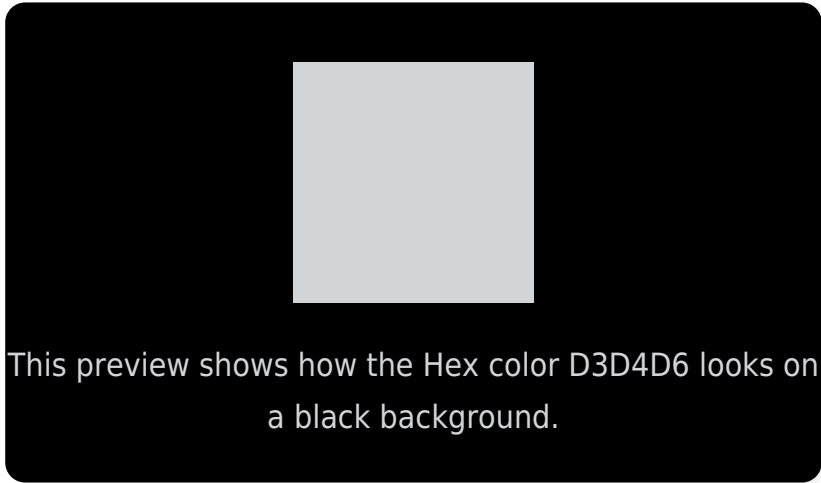 This preview shows how the Hex color D3D4D6 looks on
a black background.